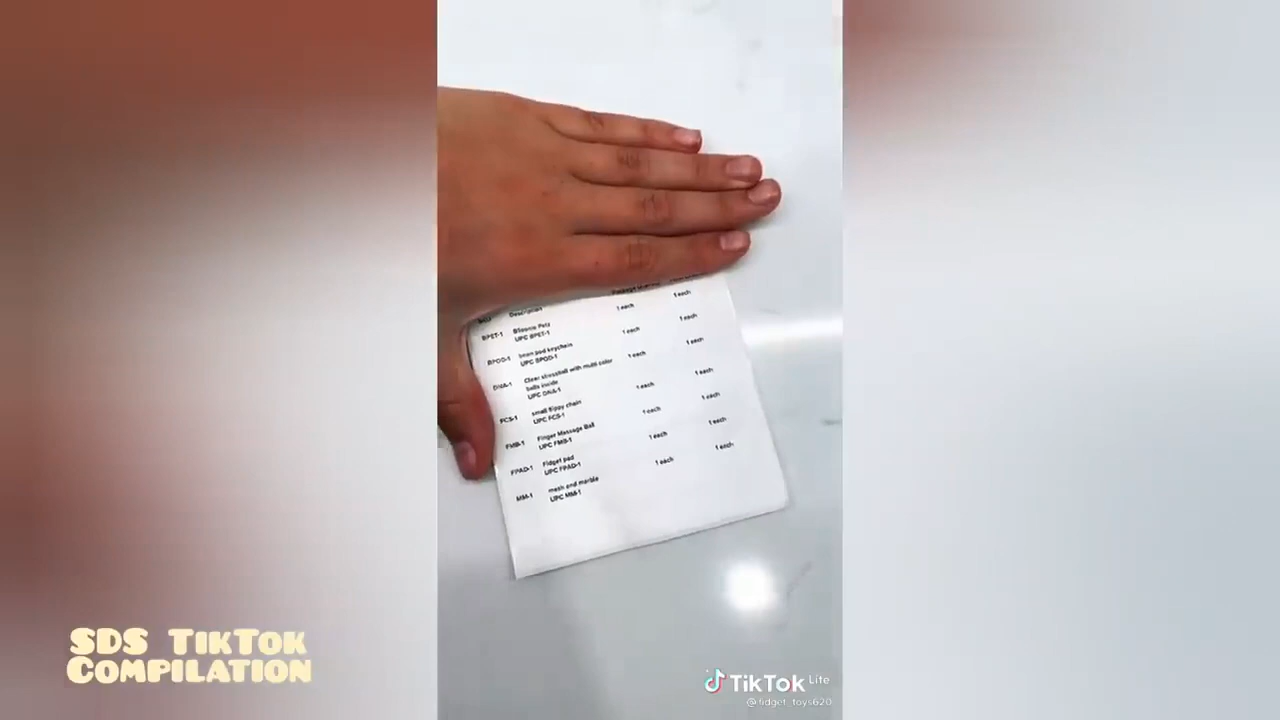 SKU Description
BPET-1 Blooms Petz 1 each 1 each
UPC BPET-1
BPOD-1 bean pod keychain 1 each 1 each
UPC BPOD-1
DNA-1 Clear stressball with multi color 1 each 1 each
balls inside
UPC DNA-1
FCS-1 small flippy chain 1 each 1 each
UPC FCS-1
FMB-1 Finger Massage Ball 1 each 1 each
UPC FMB-1
FPAD-1 Fidget pad 1 each 1 each
UPC FPAD-1
MM-1 mesh and marble 1 each 1 each
UPC MM-1
SDS TikTok
Compilation
TikTok Lite
@fidget_toys620